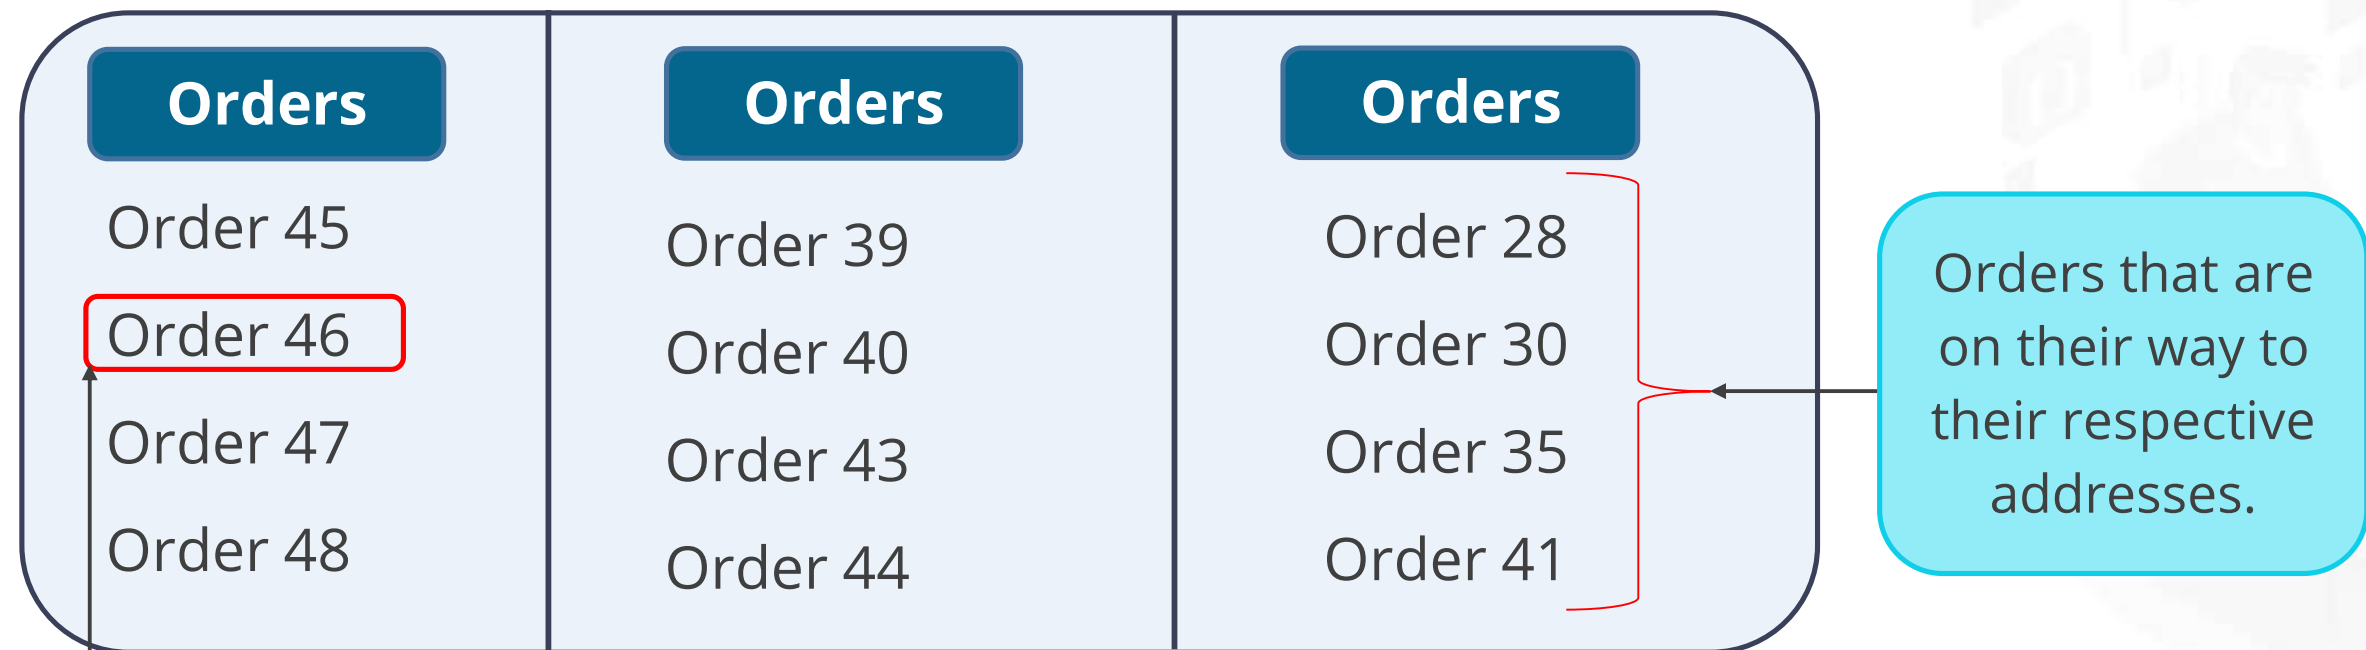 Orders
Order 45
Order 46
Order 47
Order 48
Orders
Order 39
Order 40
Order 43
Order 44
Orders
Order 28
Order 30
Order 35
Order 41
Orders that are
on their way to
their respective
addresses.